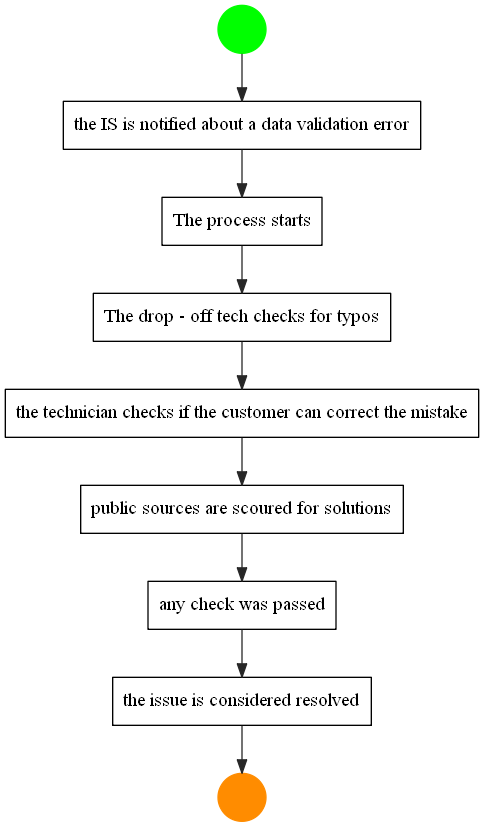 the IS is notified about a data validation error
The process starts
The drop - off tech checks for typos
the technician checks if the customer can correct the mistake
public sources are scoured for solutions
any check was passed
the issue is considered resolved